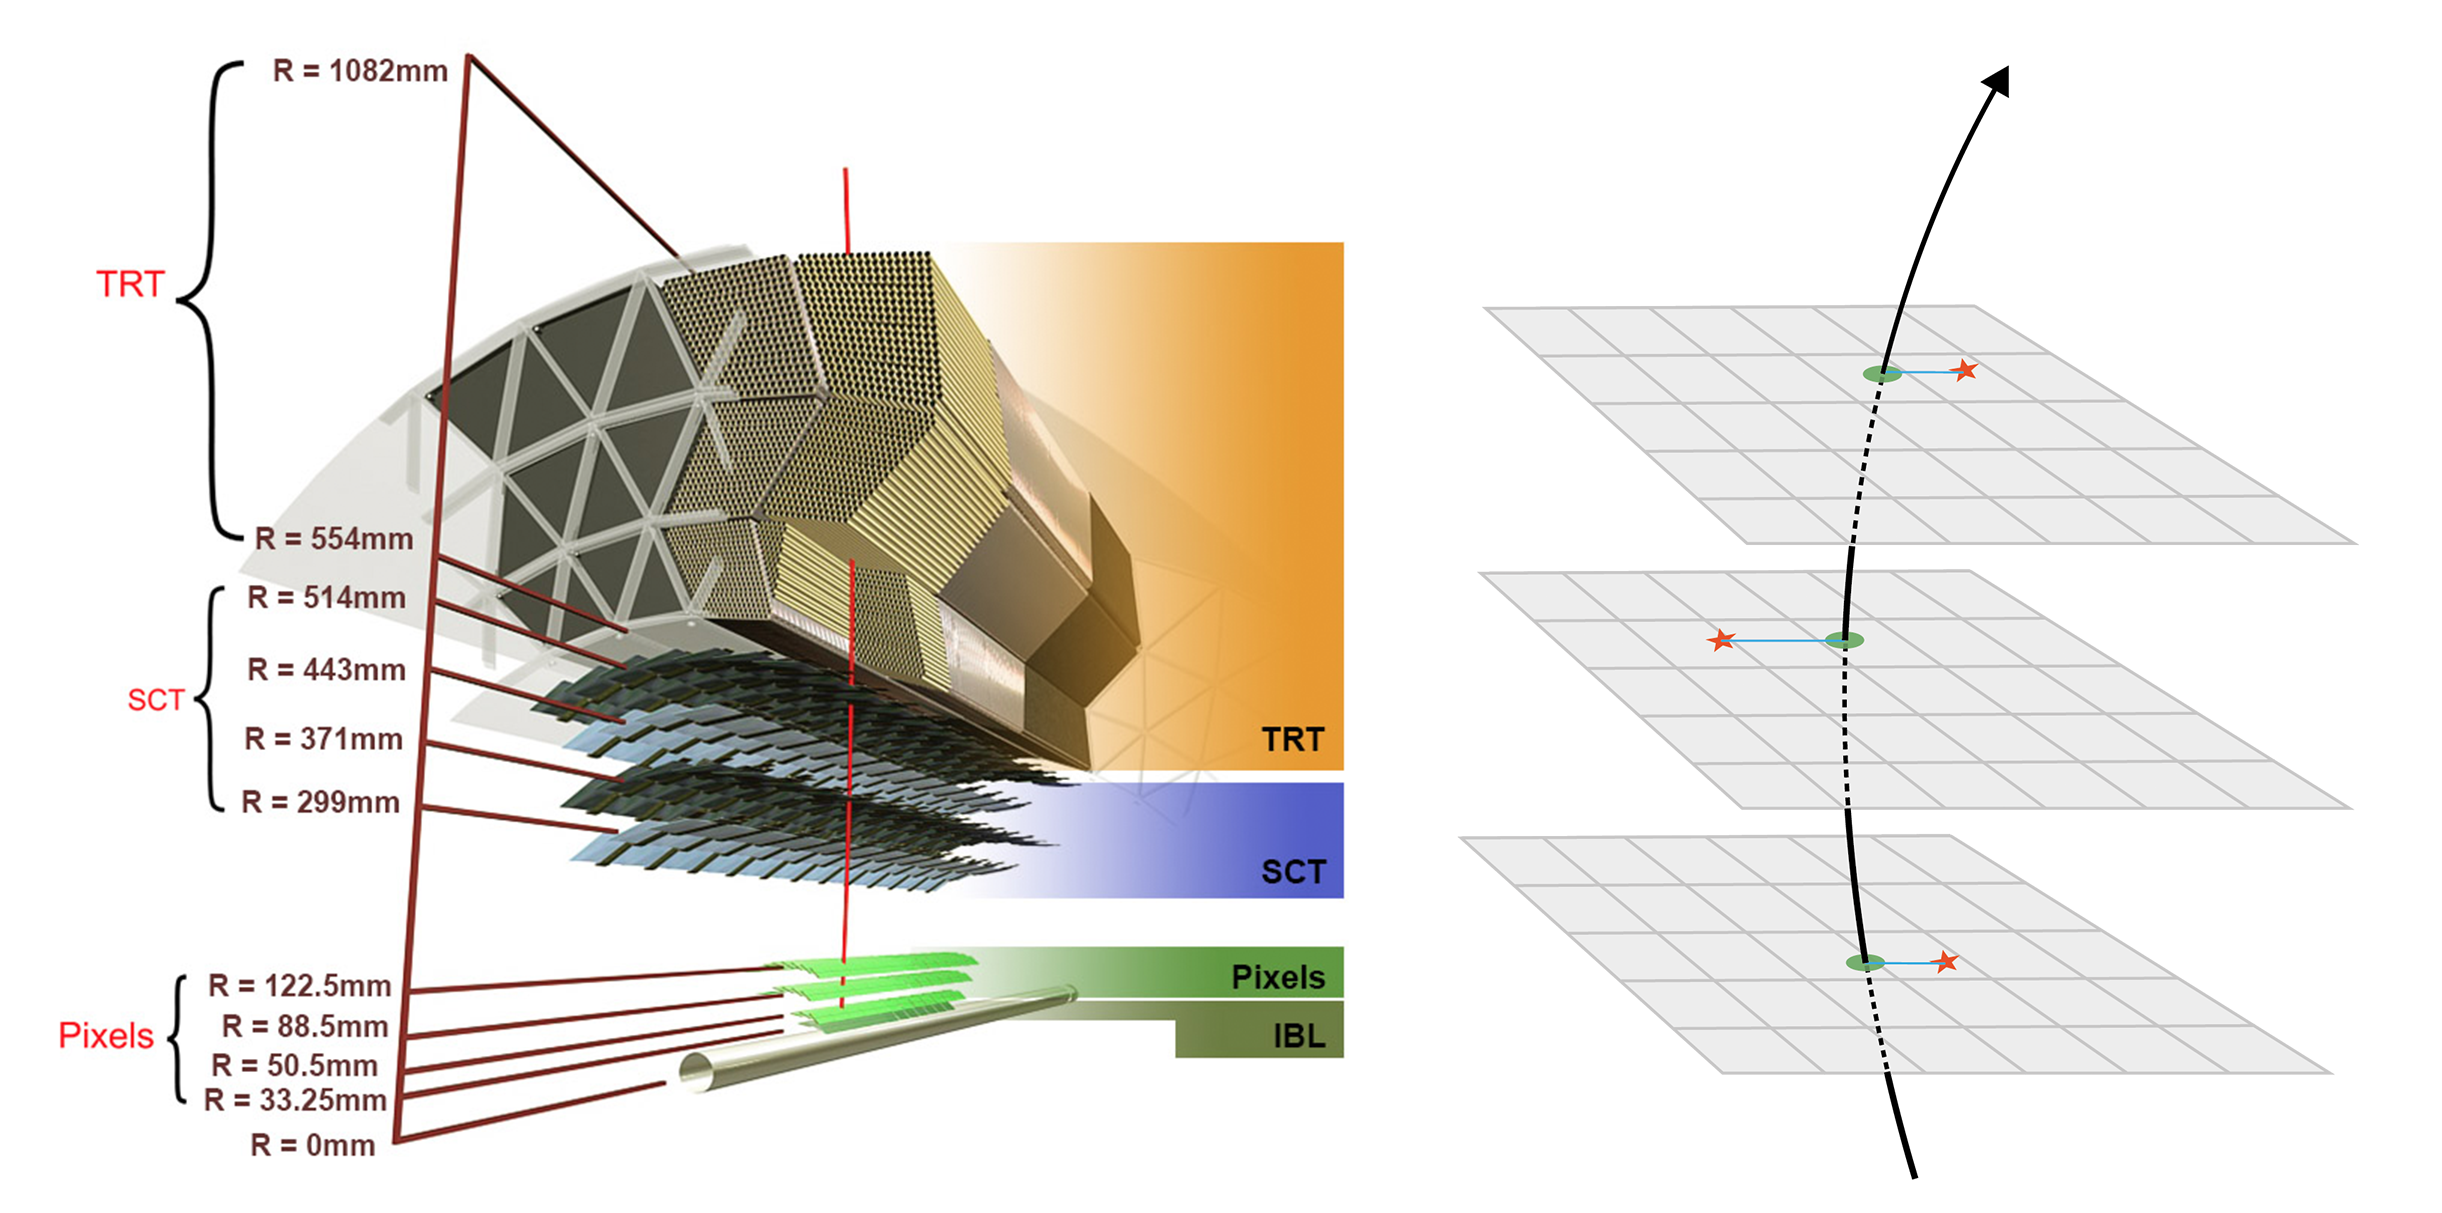 R = 1082mm
TRT
R = 554mm
R = 514mm
R = 443mm
SCT
R = 371mm
R = 299mm
R = 122.5mm
R = 88.5mm
Pixels
R = 50.5mm
R = 33.25mm
R = 0mm
TRT
SCT
Pixels
IBL